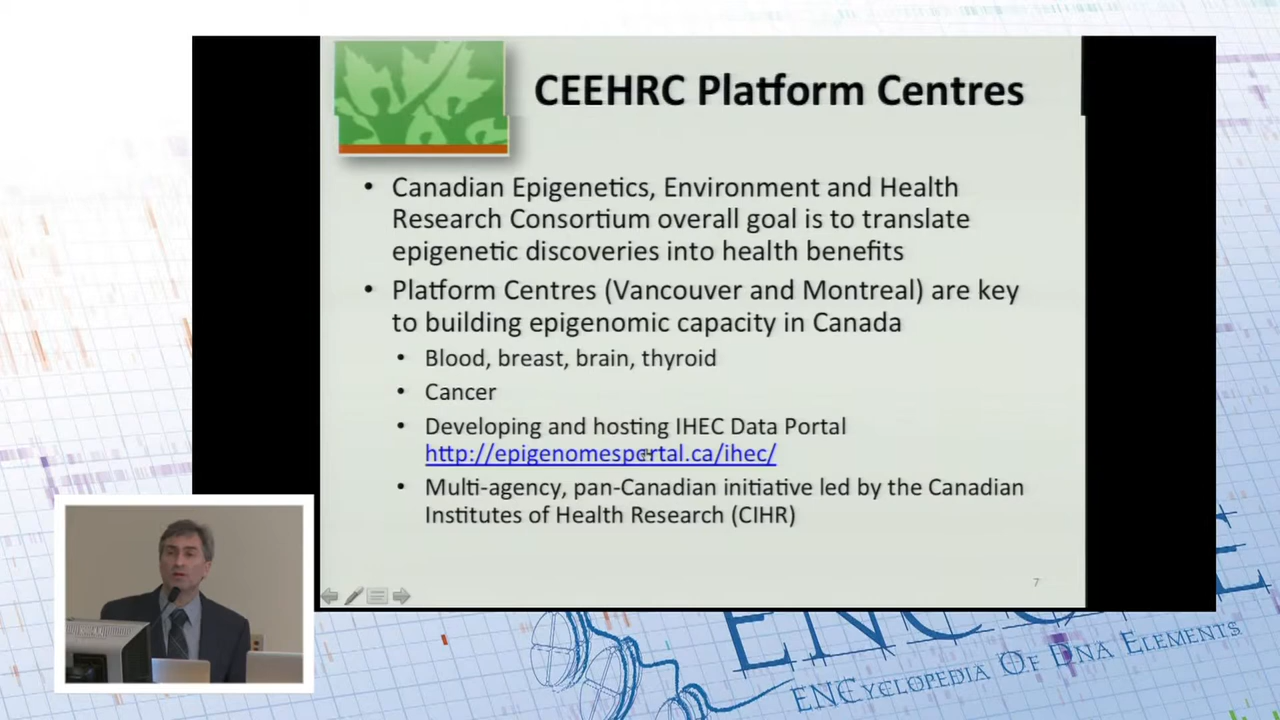 CEEHRC Platform Centres
• Canadian Epigenetics, Environment and Health
Research Consortium overall goal is to translate
epigenetic discoveries into health benefits
• Platform Centres (Vancouver and Montreal) are key
to building epigenomic capacity in Canada
• Blood, breast, brain, thyroid
• Cancer
• Developing and hosting IHEC Data Portal
http://epigenomesportal.ca/ihec/
• Multi-agency, pan-Canadian initiative led by the Canadian
Institutes of Health Research (CIHR)
7
ENCYCLOPEDIA OF DNA ELEMENTS